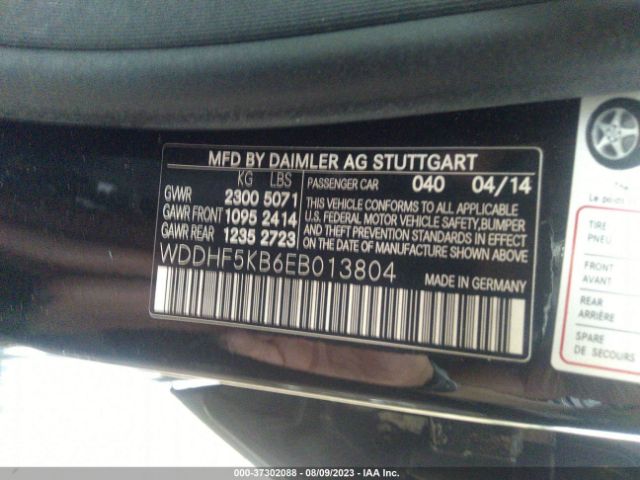 MFD BY DAIMLER AG STUTTGART
KG LBS
GVWR 2300 5071
GAWR FRONT 1095 2414
GAWR REAR 1235 2723
PASSENGER CAR 040 04/14
THIS VEHICLE CONFORMS TO ALL APPLICABLE
U.S. FEDERAL MOTOR VEHICLE SAFETY, BUMPER
AND THEFT PREVENTION STANDARDS IN EFFECT
ON THE DATE OF MANUFACTURE SHOWN ABOVE
WDDHF5KB6EB013804
MADE IN GERMANY
The
Le
TIRE
PNEU
FRONT
AVANT
REAR
ARRIÈRE
SPARE
DE SECOURS
000-37302088 - 08/09/2023 - IAA Inc.